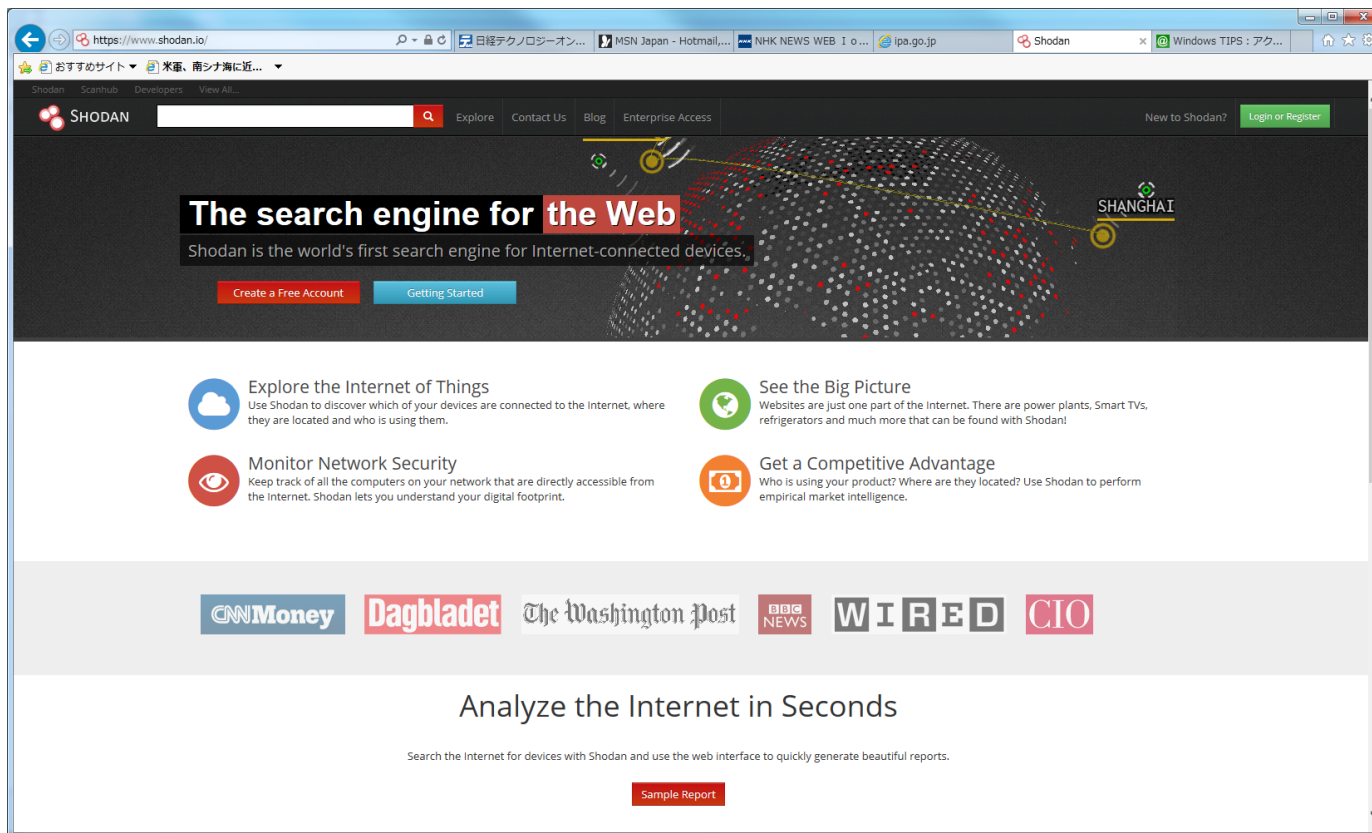 https://www.shodan.io/
日経テクノロジーオン...
MSN Japan - Hotmail,...
NHK NEWS WEB I o...
ipa.go.jp
Shodan
Windows TIPS：アク...
おすすめサイト
米軍、南シナ海に近...
Shodan Scanhub Developers View All...
SHODAN
Explore Contact Us Blog Enterprise Access
New to Shodan?
Login or Register
SHANGHAI
The search engine for the Web
Shodan is the world's first search engine for Internet-connected devices.
Create a Free Account
Getting Started
Explore the Internet of Things
Use Shodan to discover which of your devices are connected to the Internet, where
they are located and who is using them.
See the Big Picture
Websites are just one part of the Internet. There are power plants, Smart TVs,
refrigerators and much more that can be found with Shodan!
Monitor Network Security
Keep track of all the computers on your network that are directly accessible from
the Internet. Shodan lets you understand your digital footprint.
Get a Competitive Advantage
Who is using your product? Where are they located? Use Shodan to perform
empirical market intelligence.
CNNMoney
Dagbladet
The Washington Post
BBC
NEWS
WIRED
CIO
Analyze the Internet in Seconds
Search the Internet for devices with Shodan and use the web interface to quickly generate beautiful reports.
Sample Report